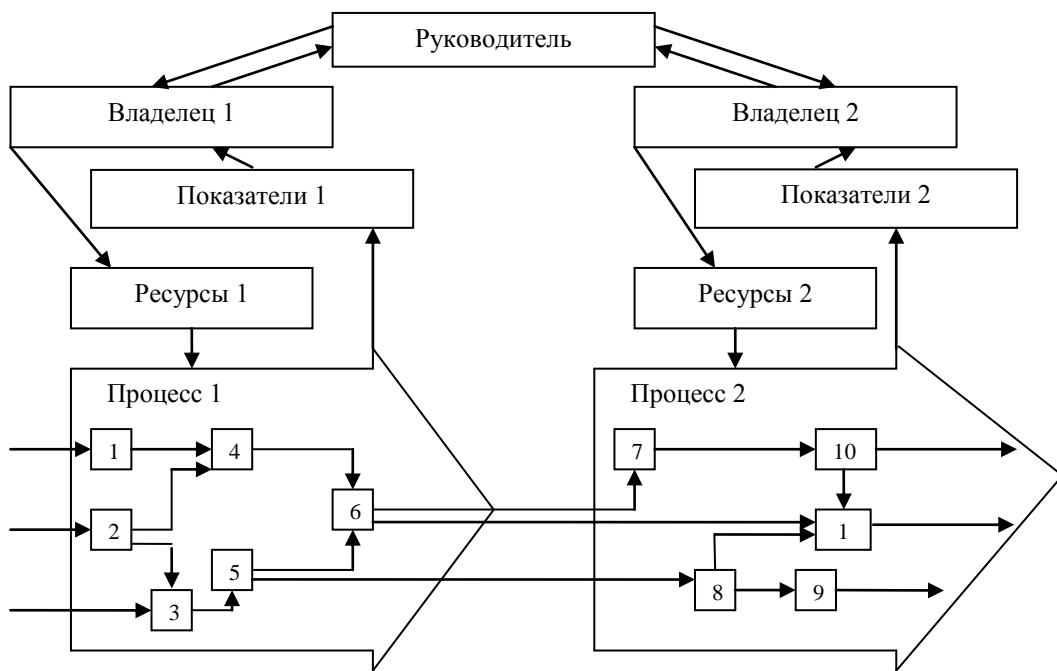 Руководитель
Владелец 1
Владелец 2
Показатели 1
Показатели 2
Ресурсы 1
Ресурсы 2
Процесс 1
Процесс 2
1
4
7
10
2
6
1
5
8
9
3